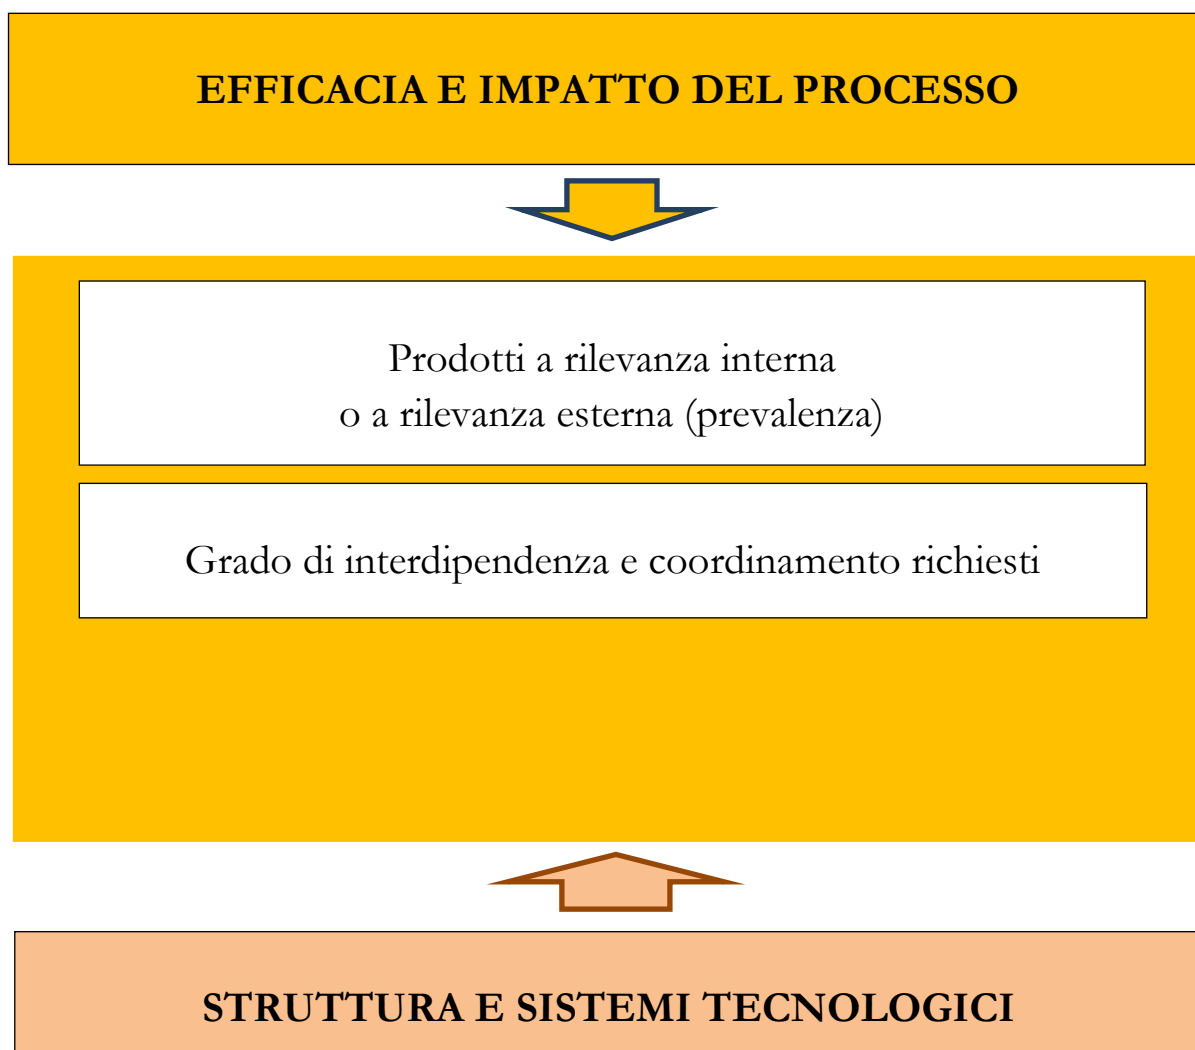 EFFICACIA E IMPATTO DEL PROCESSO
Prodotti a rilevanza interna
o a rilevanza esterna (prevalenza)
Grado di interdipendenza e coordinamento richiesti
STRUTTURA E SISTEMI TECNOLOGICI